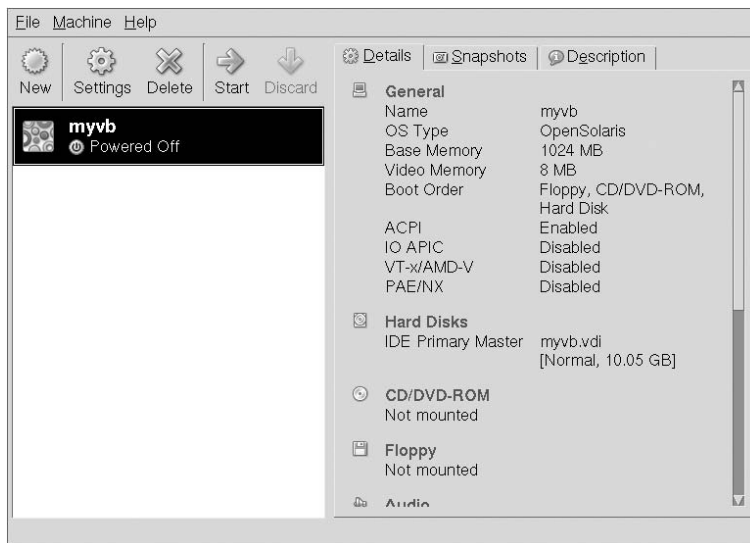 File Machine Help
New Settings Delete Start Discard
myvb
Powered Off
Details Snapshots Description
General
Name myvb
OS Type OpenSolaris
Base Memory 1024 MB
Video Memory 8 MB
Boot Order Floppy, CD/DVD-ROM,
Hard Disk
ACPI Enabled
IO APIC Disabled
VT-x/AMD-V Disabled
PAE/NX Disabled
Hard Disks
IDE Primary Master myvb.vdi
[Normal, 10.05 GB]
CD/DVD-ROM
Not mounted
Floppy
Not mounted
Audio